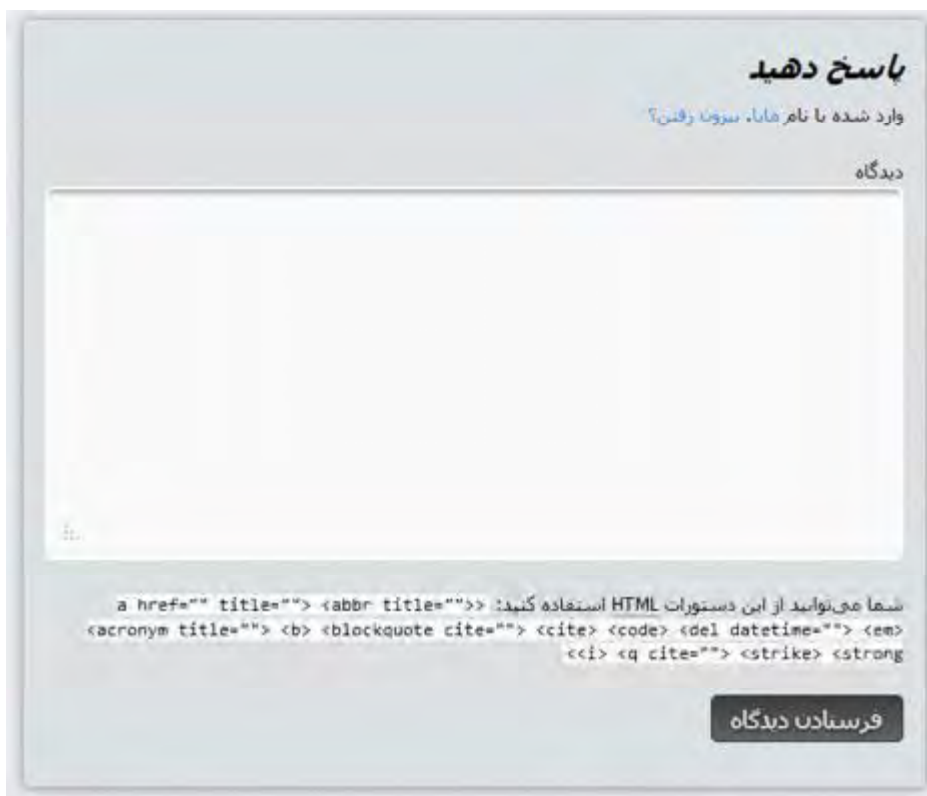 پاسخ دهید
وارد شده با نام مایا. بیرون رفتن؟
دیدگاه
شما می‌توانید از این دستورات HTML استفاده کنید: <a href="" title=""> <abbr title="">
<acronym title=""> <b> <blockquote cite=""> <cite> <code> <del datetime=""> <em>
<i> <q cite=""> <strike> <strong>
فرستادن دیدگاه